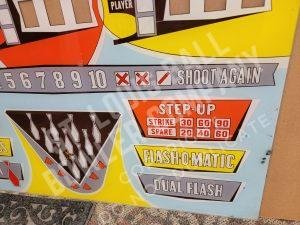 PLAYER
5 6 7 8 9 10 SHOOT AGAIN
STEP-UP
STRIKE 30 60 90
SPARE 20 40 60
FLASH-O-MATIC
DUAL FLASH